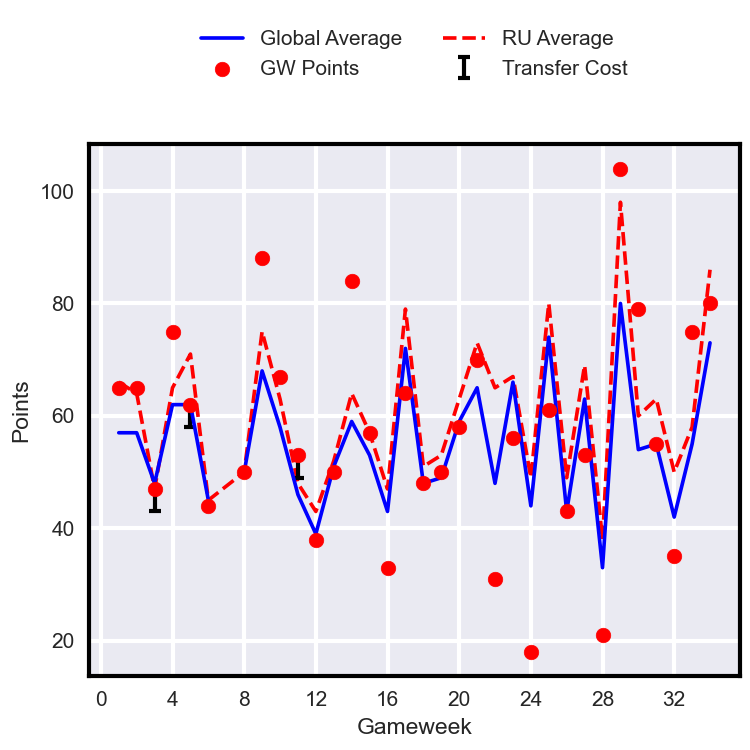 Global Average
RU Average
GW Points
Transfer Cost
100
80
60
40
20
Points
0 4 8 12 16 20 24 28 32
Gameweek